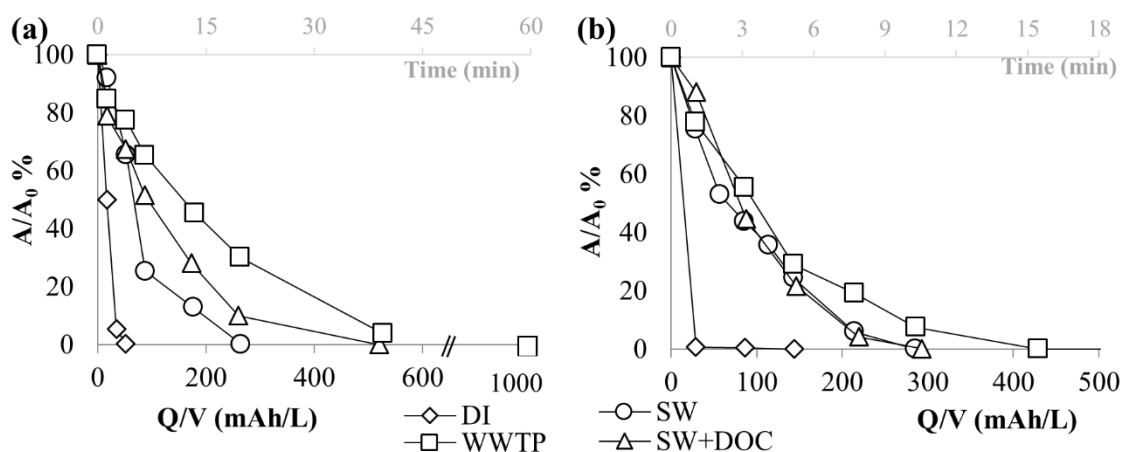 (a)
0 15 30 45 60
Time (min)
100
80
60
40
20
0
A/A0 %
0 200 400 600 1000
Q/V (mAh/L)
(b)
0 3 6 9 12 15 18
Time (min)
100
80
60
40
20
0
A/A0 %
0 100 200 300 400 500
Q/V (mAh/L)
DI
WWTP
SW
SW+DOC